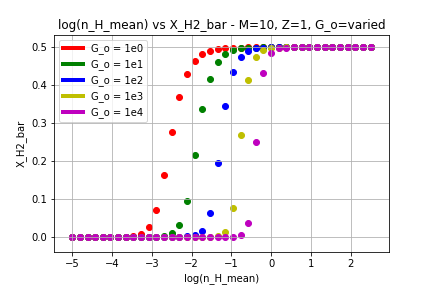 log(n_H_mean) vs X_H2_bar - M=10, Z=1, G_o=varied
G_o = 1e0
G_o = 1e1
G_o = 1e2
G_o = 1e3
G_o = 1e4
X_H2_bar
0.5
0.4
0.3
0.2
0.1
0.0
−5 −4 −3 −2 −1 0 1 2
log(n_H_mean)